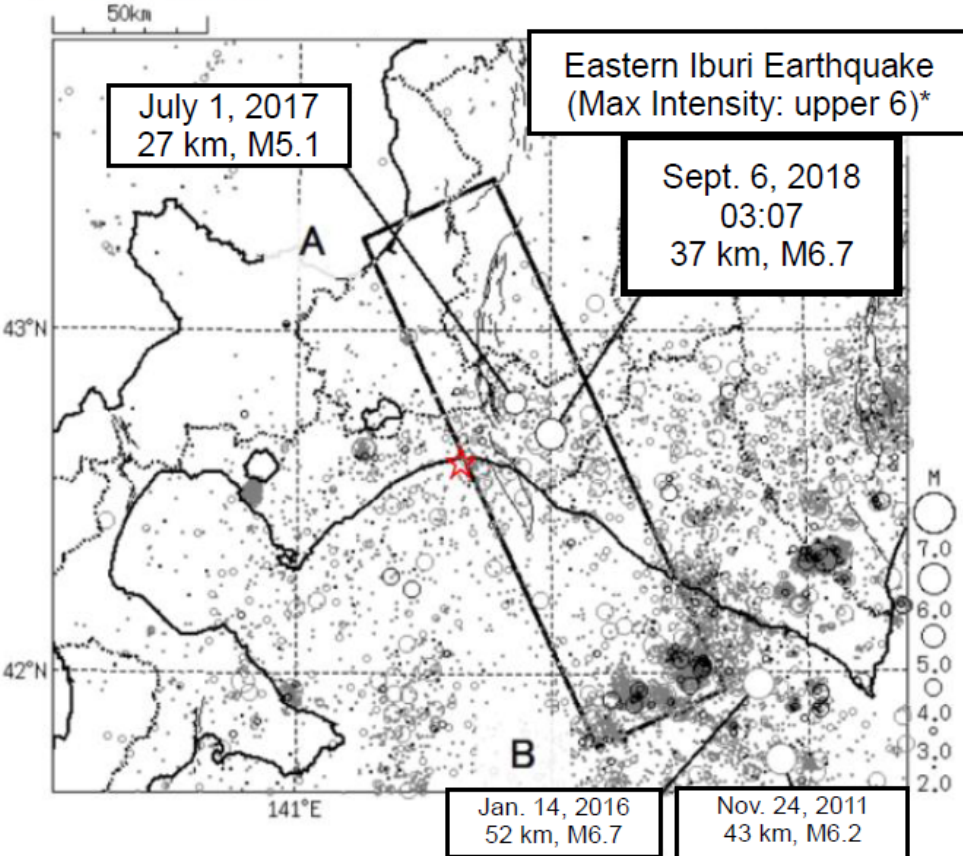 50km
Eastern Iburi Earthquake
(Max Intensity: upper 6)*
July 1, 2017
27 km, M5.1
Sept. 6, 2018
03:07
37 km, M6.7
A
43°N
M
7.0
6.0
5.0
42°N
4.0
3.0
B
2.0
141°E
Jan. 14, 2016
52 km, M6.7
Nov. 24, 2011
43 km, M6.2